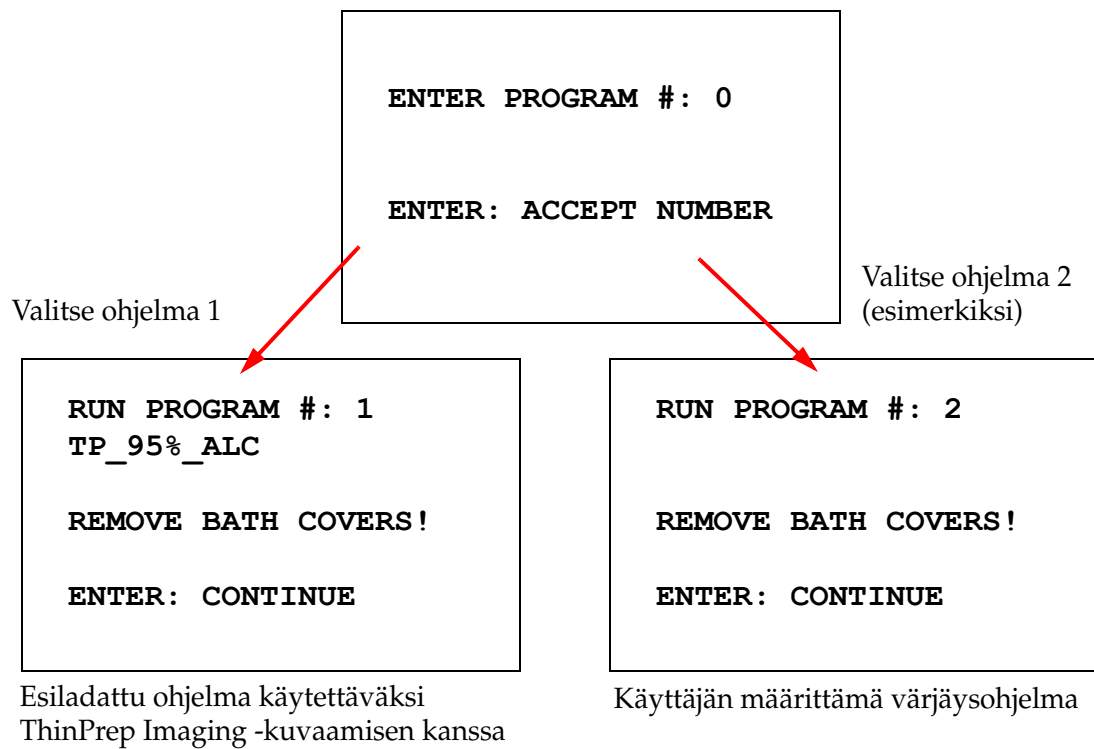 ENTER PROGRAM #: 0
ENTER: ACCEPT NUMBER
Valitse ohjelma 1
Valitse ohjelma 2
(esimerkiksi)
RUN PROGRAM #: 1
TP_95%_ALC
REMOVE BATH COVERS!
ENTER: CONTINUE
RUN PROGRAM #: 2
REMOVE BATH COVERS!
ENTER: CONTINUE
Esiladattu ohjelma käytettäväksi
ThinPrep Imaging -kuvaamisen kanssa
Käyttäjän määrittämä värjäysohjelma